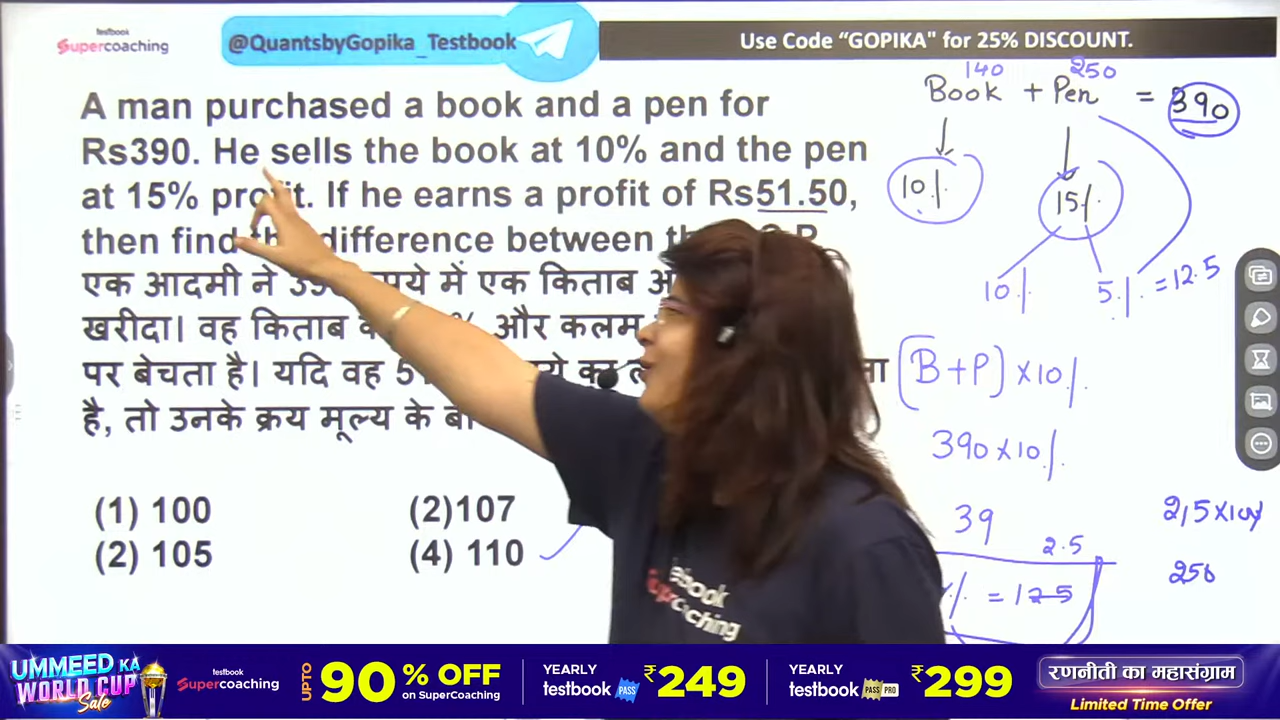 testbook
Supercoaching
@QuantsbyGopika_Testbook
Use Code “GOPIKA" for 25% DISCOUNT.
A man purchased a book and a pen for
Rs390. He sells the book at 10% and the pen
at 15% profit. If he earns a profit of Rs51.50,
then find the difference between
एक आदमी ने में एक किताब
खरीदा। वह किताब और कलम
पर बेचता है। यदि वह
है, तो उनके क्रय मूल्य के
(1) 100
(2)107
(2) 105
(4) 110
140 250
Book + Pen = 390
10% 15%
10% 5% = 12.5
(B+P) ×10%
390×10%
39
2.5
= 12.5
250
testbook
coaching
UMMEED KA
WORLD CUP
Sale
testbook
Supercoaching
UPTO 90% OFF
on SuperCoaching
YEARLY
testbook PASS
₹249
YEARLY
testbook PASS PRO
₹299
रणनीती का महासंग्राम
Limited Time Offer